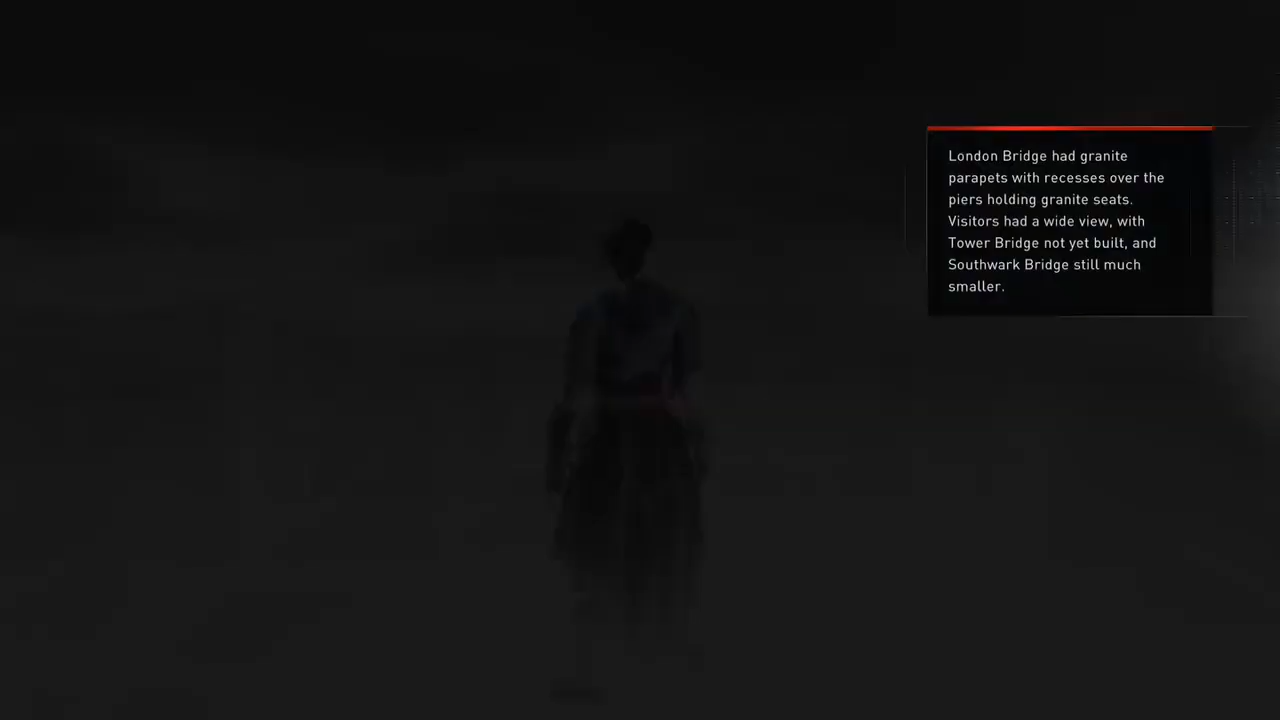 London Bridge had granite
parapets with recesses over the
piers holding granite seats.
Visitors had a wide view, with
Tower Bridge not yet built, and
Southwark Bridge still much
smaller.